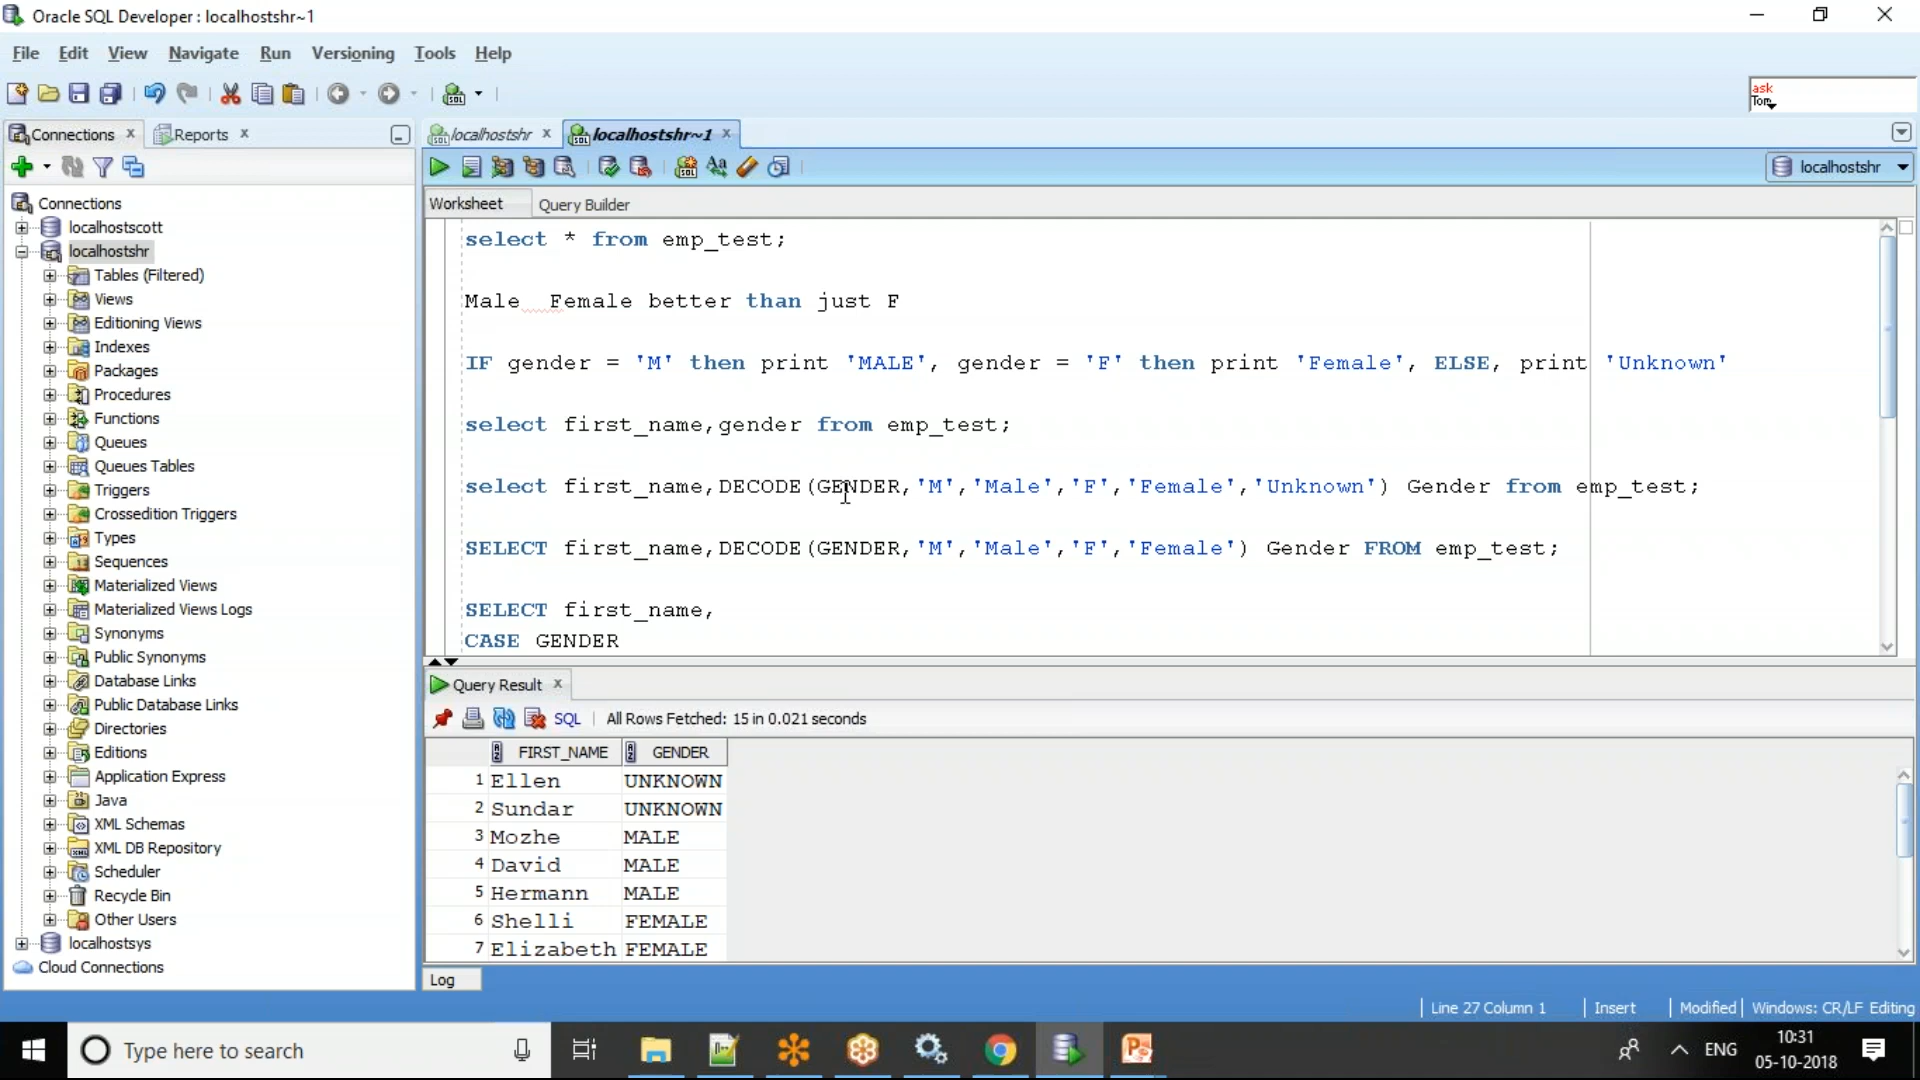 Oracle SQL Developer : localhostshr~1
File Edit View Navigate Run Versioning Tools Help
ask
Tom
Connections Reports
localhostshr localhostshr~1
localhostshr
Worksheet Query Builder
Connections
localhostscott
localhostshr
Tables (Filtered)
Views
Editioning Views
Indexes
Packages
Procedures
Functions
Queues
Queues Tables
Triggers
Crossedition Triggers
Types
Sequences
Materialized Views
Materialized Views Logs
Synonyms
Public Synonyms
Database Links
Public Database Links
Directories
Editions
Application Express
Java
XML Schemas
XML DB Repository
Scheduler
Recycle Bin
Other Users
localhostsys
Cloud Connections
select * from emp_test;
Male Female better than just F
IF gender = 'M' then print 'MALE', gender = 'F' then print 'Female', ELSE, print 'Unknown'
select first_name,gender from emp_test;
select first_name,DECODE(GENDER,'M','Male','F','Female','Unknown') Gender from emp_test;
SELECT first_name,DECODE(GENDER,'M','Male','F','Female') Gender FROM emp_test;
SELECT first_name,
CASE GENDER
Query Result
SQL All Rows Fetched: 15 in 0.021 seconds
FIRST_NAME GENDER
1 Ellen UNKNOWN
2 Sundar UNKNOWN
3 Mozhe MALE
4 David MALE
5 Hermann MALE
6 Shelli FEMALE
7 Elizabeth FEMALE
Log
Line 27 Column 1 Insert Modified Windows: CR/LF Editing
Type here to search
ENG
10:31
05-10-2018